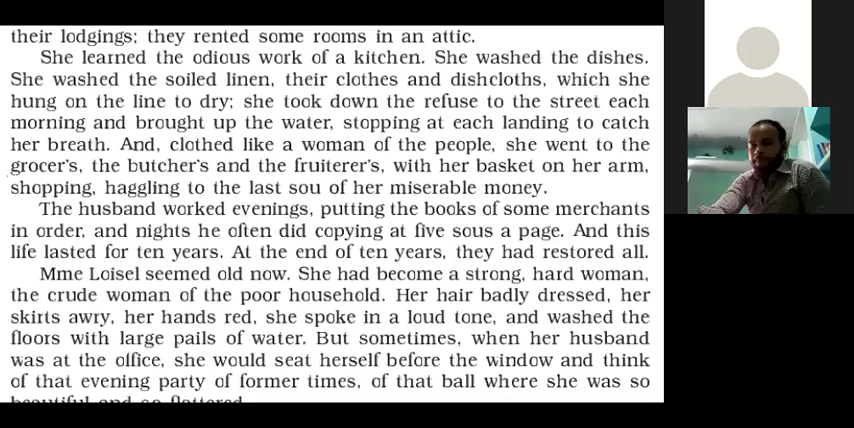 their lodgings; they rented some rooms in an attic.
She learned the odious work of a kitchen. She washed the dishes.
She washed the soiled linen, their clothes and dishcloths, which she
hung on the line to dry; she took down the refuse to the street each
morning and brought up the water, stopping at each landing to catch
her breath. And, clothed like a woman of the people, she went to the
grocer's, the butcher's and the fruiterer's, with her basket on her arm,
shopping, haggling to the last sou of her miserable money.
The husband worked evenings, putting the books of some merchants
in order, and nights he often did copying at five sous a page. And this
life lasted for ten years. At the end of ten years, they had restored all.
Mme Loisel seemed old now. She had become a strong, hard woman,
the crude woman of the poor household. Her hair badly dressed, her
skirts awry, her hands red, she spoke in a loud tone, and washed the
floors with large pails of water. But sometimes, when her husband
was at the office, she would seat herself before the window and think
of that evening party of former times, of that ball where she was so
beautiful and so flattered